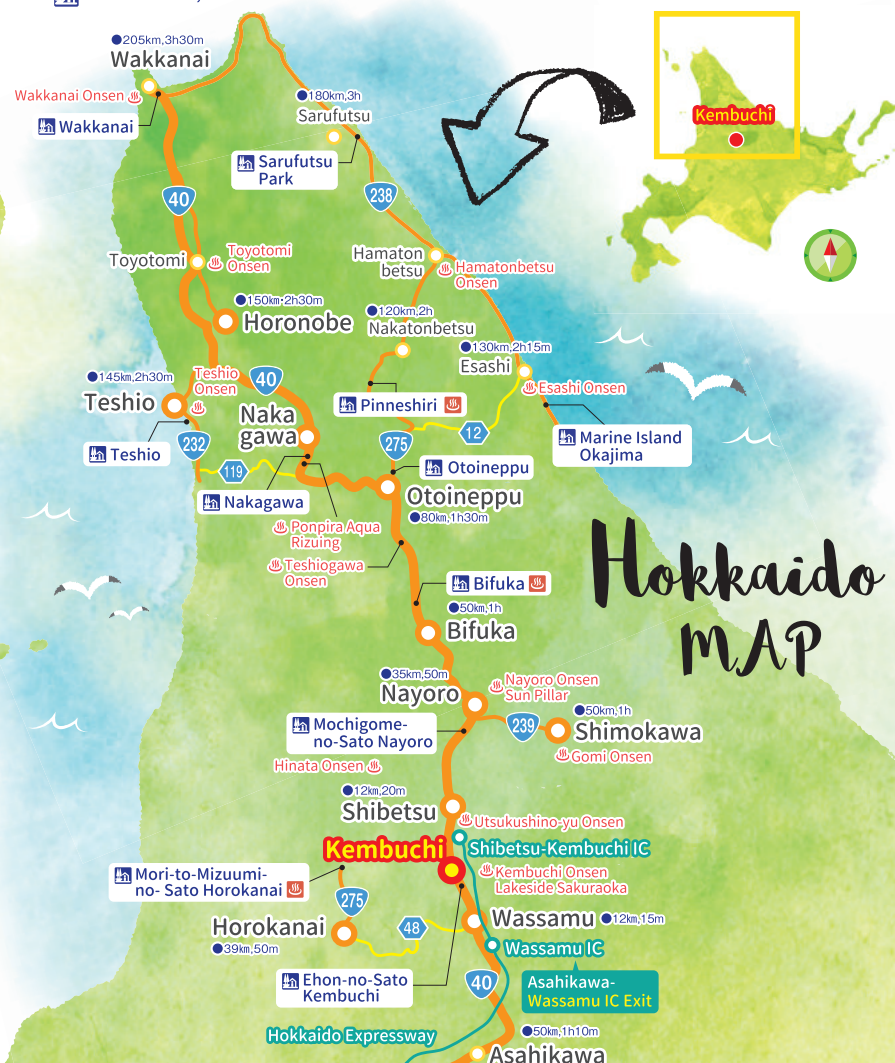 205km,3h30m
Wakkanai
Wakkanai Onsen
Wakkanai
180km,3h
Sarufutsu
Sarufutsu
Park
Kembuchi
40
238
Toyotomi
Toyotomi
Onsen
Hamaton
betsu
Hamatonbetsu
Onsen
150km・2h30m
Horonobe
120km,2h
Nakatonbetsu
130km,2h15m
Esashi
Esashi Onsen
145km,2h30m
Teshio
Teshio
Onsen
40
Naka
gawa
Pinneshiri
Marine Island
Okajima
Teshio
232
119
275
12
Otoineppu
Nakagawa
Otoineppu
80km,1h30m
Ponpira Aqua
Rizuing
Teshiogawa
Onsen
Hokkaido
MAP
Bifuka
50km,1h
Bifuka
35km,50m
Nayoro
Nayoro Onsen
Sun Pillar
50km,1h
Shimokawa
239
Gomi Onsen
Mochigome-
no-Sato Nayoro
Hinata Onsen
12km,20m
Shibetsu
Utsukushino-yu Onsen
Kembuchi
Shibetsu-Kembuchi IC
Kembuchi Onsen
Lakeside Sakuraoka
Mori-to-Mizuumi-
no- Sato Horokanai
275
Horokanai
39km,50m
48
Wassamu
12km,15m
Wassamu IC
Ehon-no-Sato
Kembuchi
40
Asahikawa-
Wassamu IC Exit
Hokkaido Expressway
50km,1h10m
Asahikawa